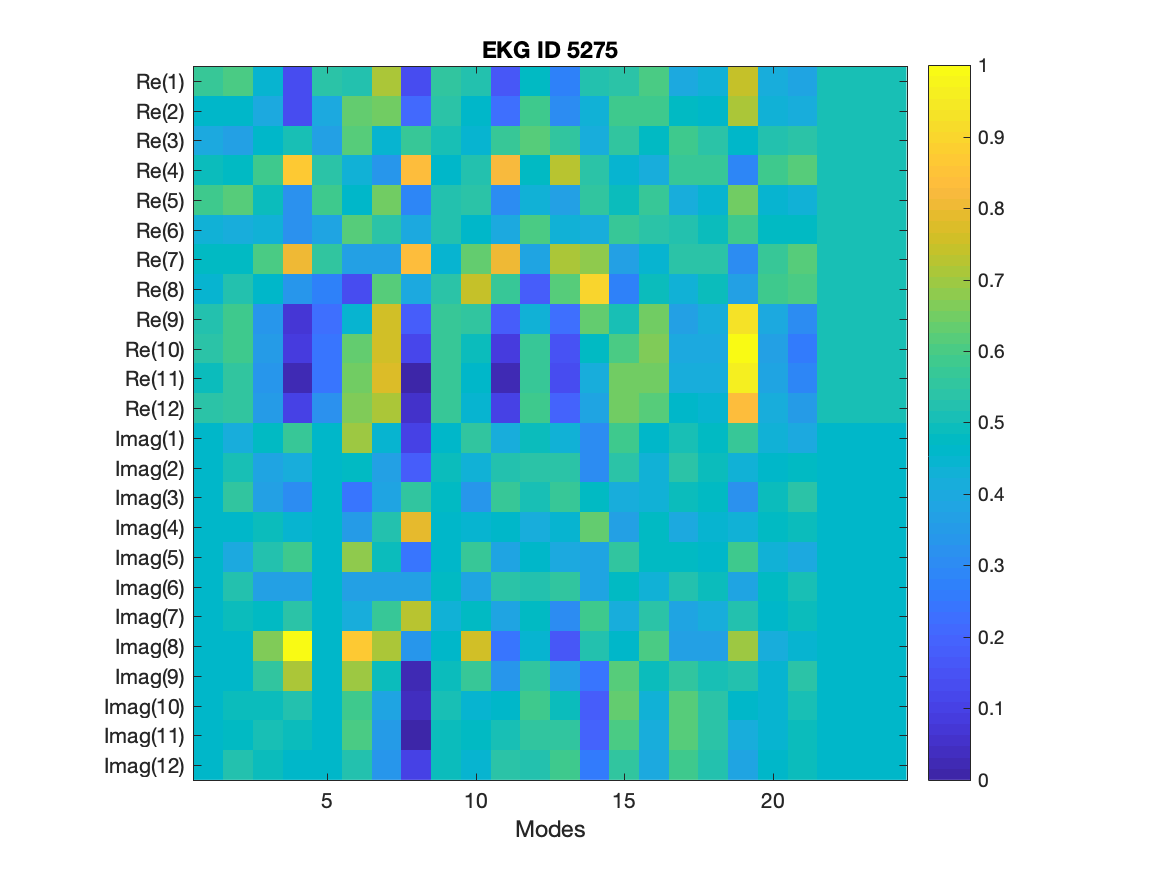 EKG ID 5275
Re(1)
Re(2)
Re(3)
Re(4)
Re(5)
Re(6)
Re(7)
Re(8)
Re(9)
Re(10)
Re(11)
Re(12)
Imag(1)
Imag(2)
Imag(3)
Imag(4)
Imag(5)
Imag(6)
Imag(7)
Imag(8)
Imag(9)
Imag(10)
Imag(11)
Imag(12)
5 10 15 20
Modes
1
0.9
0.8
0.7
0.6
0.5
0.4
0.3
0.2
0.1
0